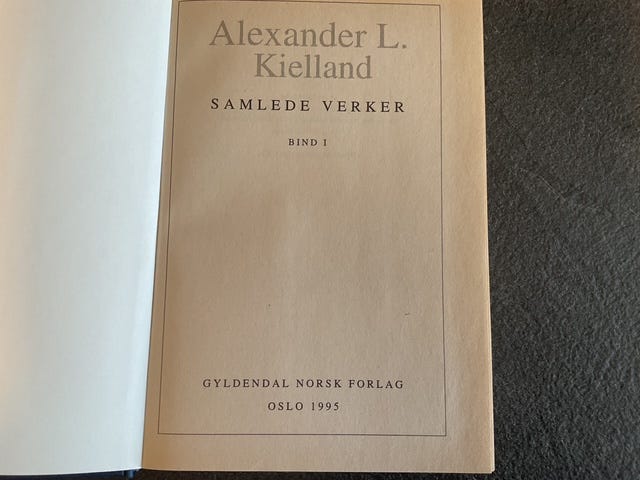 Alexander L.
Kielland
SAMLEDE VERKER
BIND I
GYLDENDAL NORSK FORLAG
OSLO 1995